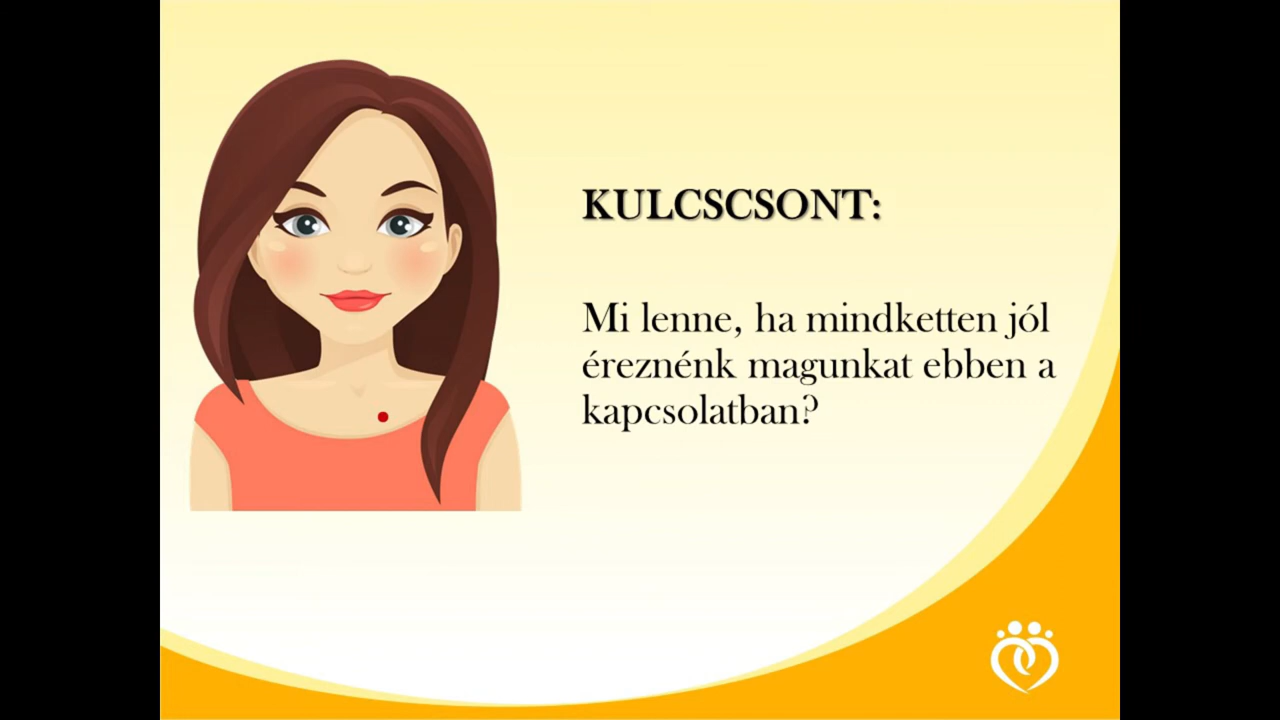 KULCSCSONT:
Mi lenne, ha mindketten jól
éreznénk magunkat ebben a
kapcsolatban?